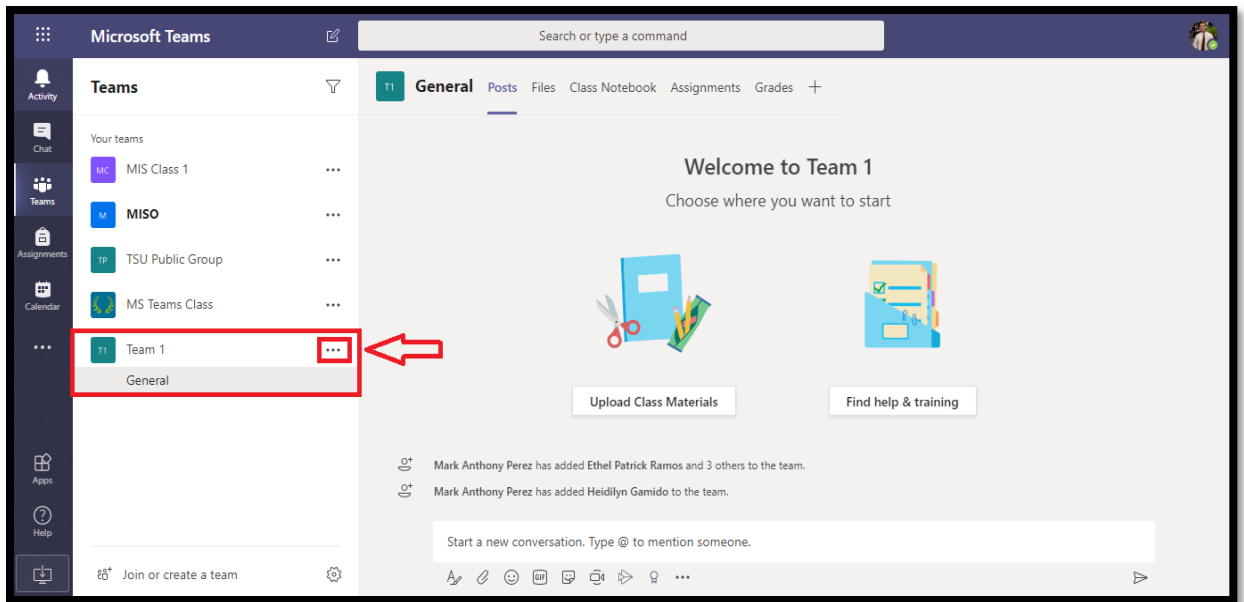 Microsoft Teams
Search or type a command
Activity
Chat
Teams
Assignments
Calendar
Apps
Help
Teams
Your teams
MC MIS Class 1
M MISO
TP TSU Public Group
MS Teams Class
T1 Team 1
General
Join or create a team
T1 General Posts Files Class Notebook Assignments Grades
Welcome to Team 1
Choose where you want to start
Upload Class Materials
Find help & training
Mark Anthony Perez has added Ethel Patrick Ramos and 3 others to the team.
Mark Anthony Perez has added Heidilyn Gamido to the team.
Start a new conversation. Type @ to mention someone.
GIF